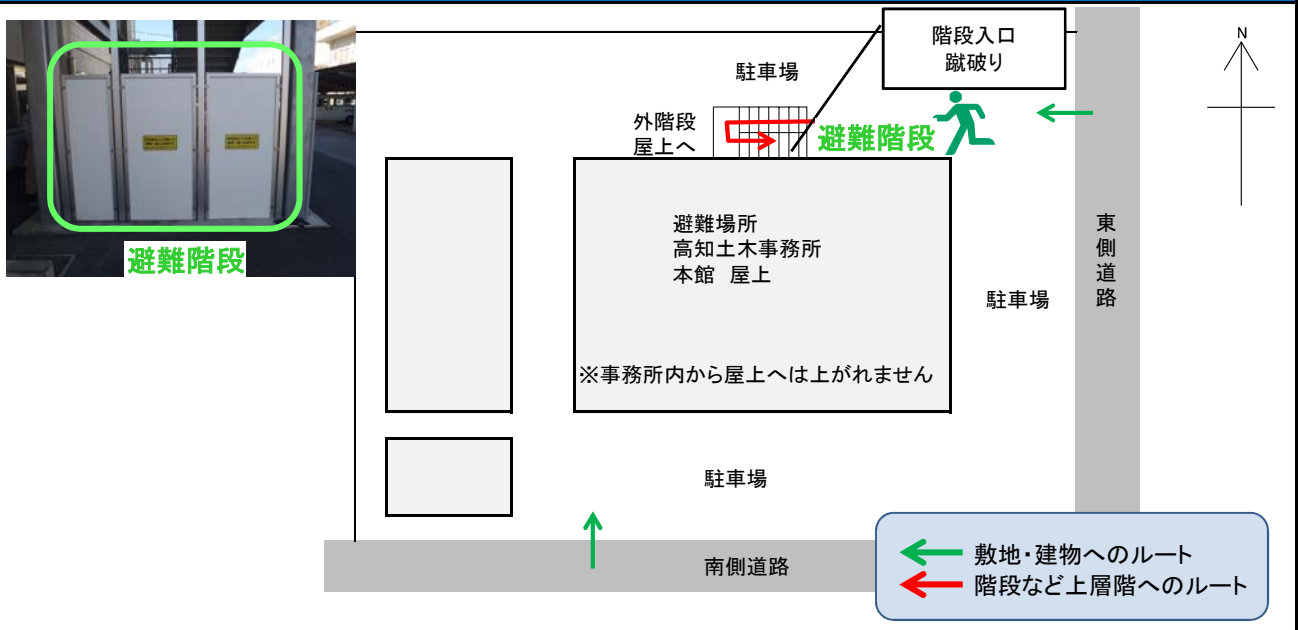 避難階段
階段入口
蹴破り
N
駐車場
外階段
屋上へ
避難階段
避難場所
高知土木事務所
本館 屋上
東側道路
駐車場
※事務所内から屋上へは上がれません
駐車場
南側道路
敷地・建物へのルート
階段など上層階へのルート